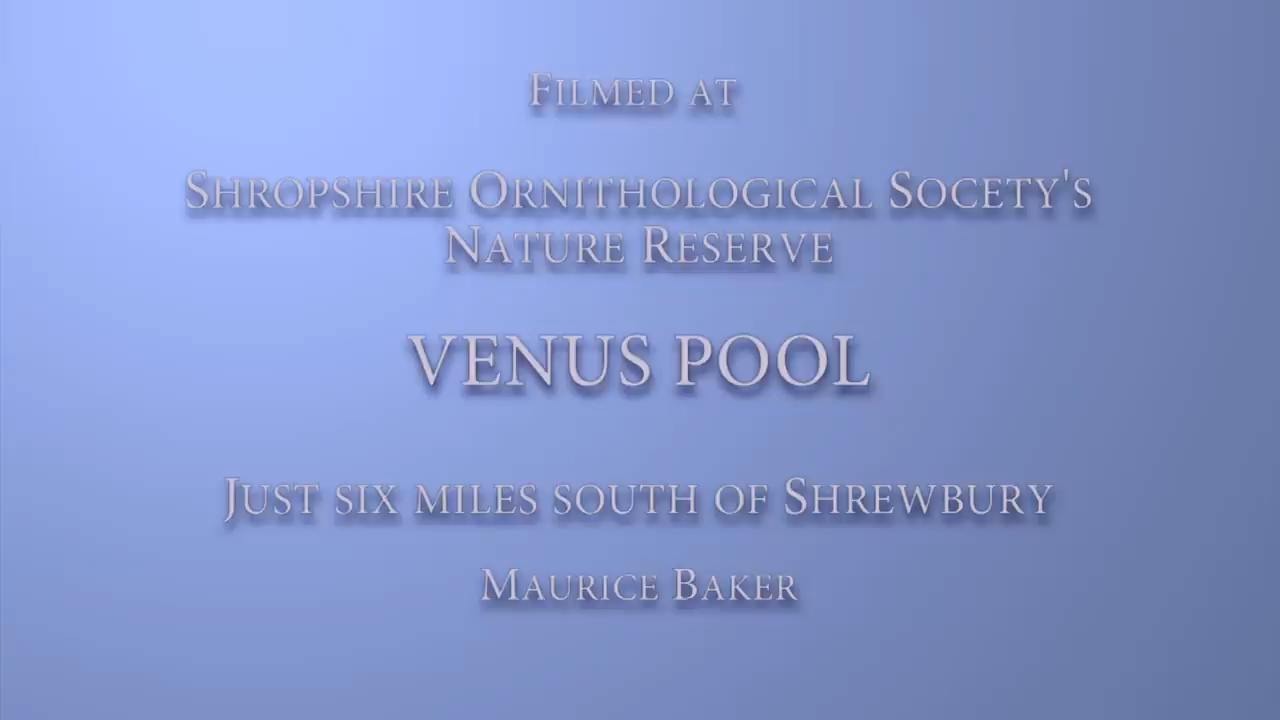 Filmed at
Shropshire Ornithological Socety's
Nature Reserve
VENUS POOL
Just six miles south of Shrewbury
Maurice Baker